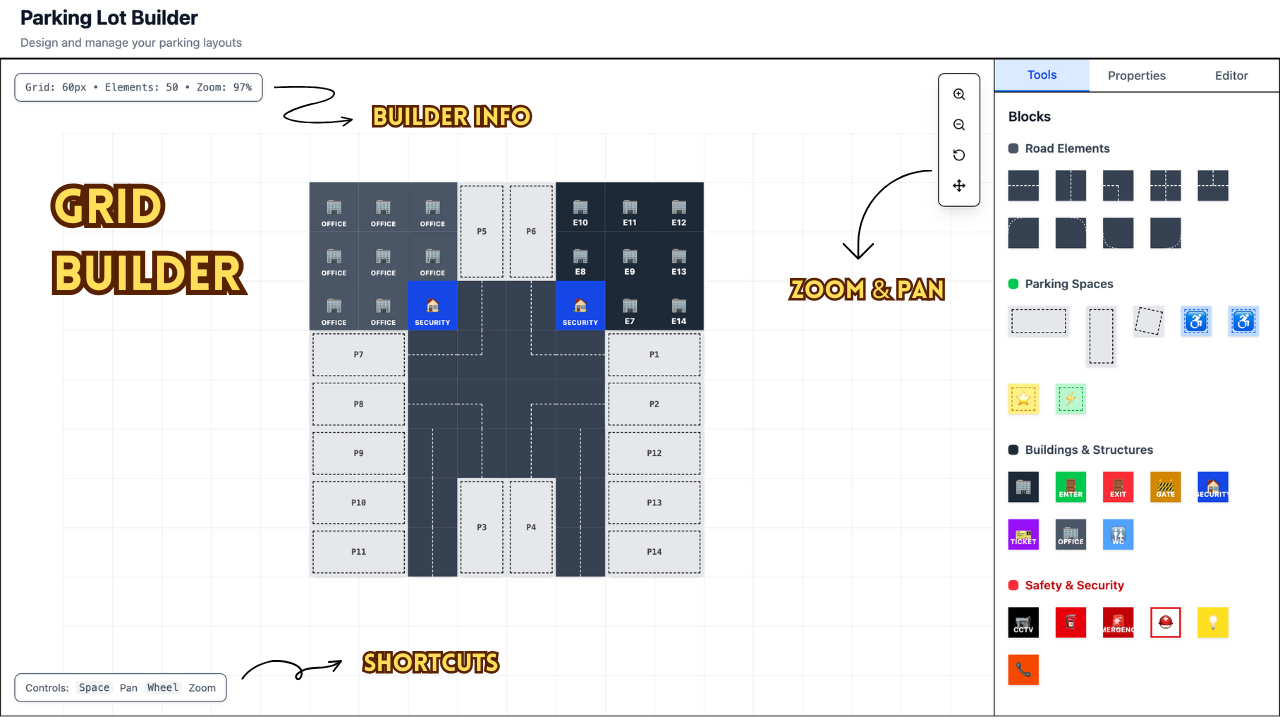 Parking Lot Builder
Design and manage your parking layouts
Grid: 60px • Elements: 50 • Zoom: 97%
BUILDER INFO
Tools Properties Editor
GRID
BUILDER
ZOOM & PAN
OFFICE OFFICE OFFICE P5 P6 E10 E11 E12
OFFICE OFFICE OFFICE E8 E9 E13
OFFICE OFFICE SECURITY SECURITY E7 E14
P7 P1
P8 P2
P9 P12
P10 P13
P11 P3 P4 P14
SHORTCUTS
Controls: Space Pan Wheel Zoom
Blocks
Road Elements
Parking Spaces
Buildings & Structures
ENTER EXIT GATE SECURITY
TICKET OFFICE WC
Safety & Security
CCTV MERGENC